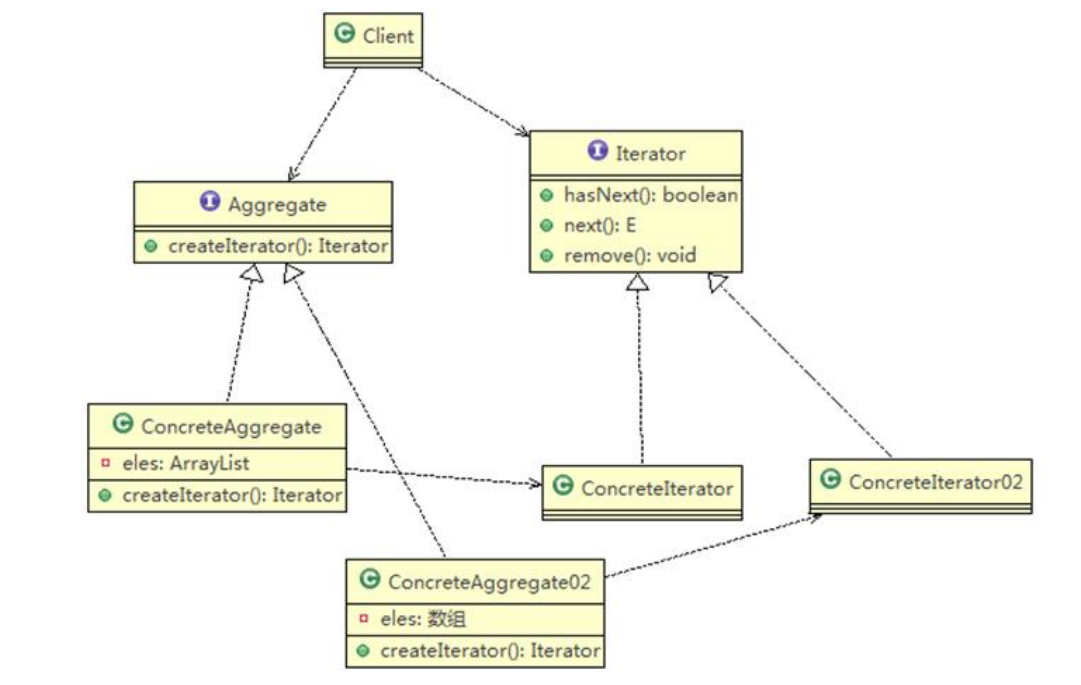 Client
Iterator
hasNext(): boolean
next(): E
remove(): void
Aggregate
createIterator(): Iterator
ConcreteAggregate
eles: ArrayList
createIterator(): Iterator
ConcreteIterator
ConcreteIterator02
ConcreteAggregate02
eles: 数组
createIterator(): Iterator